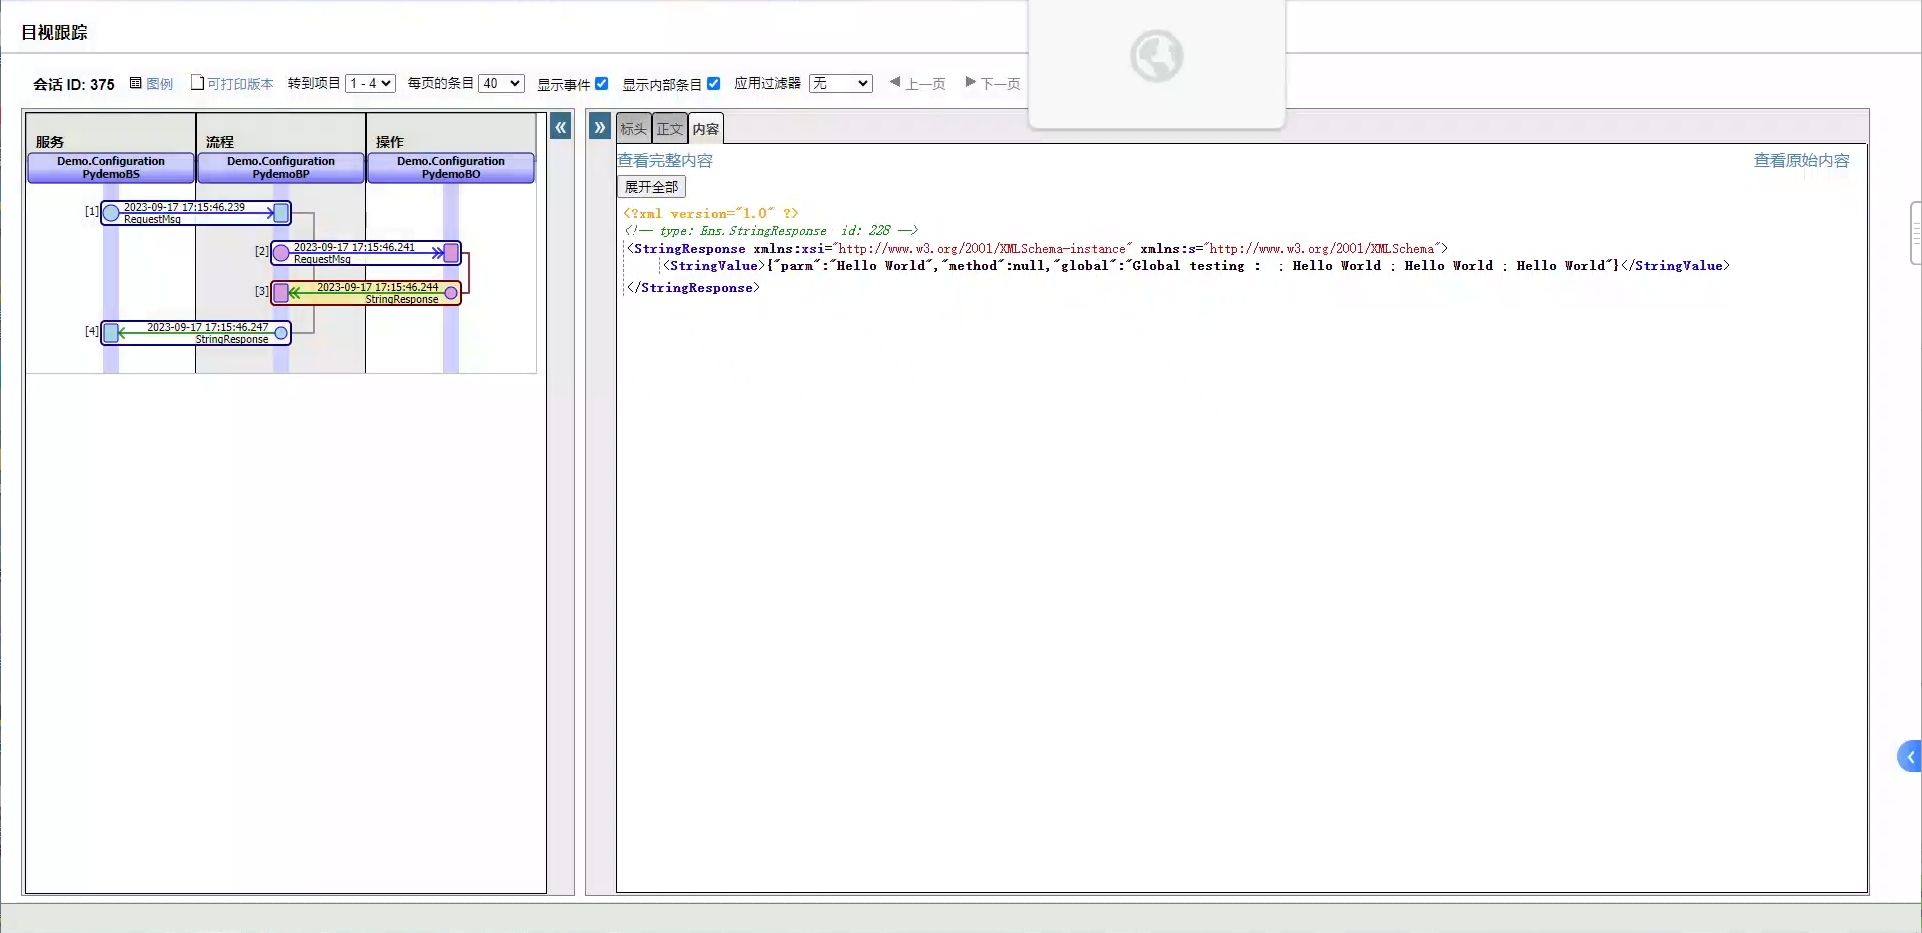 目视跟踪
会话 ID: 375 图例 可打印版本 转到项目 1 - 4 每页的条目 40 显示事件 显示内部条目 应用过滤器 无 上一页 下一页
服务 流程 操作
Demo.Configuration
PydemoBS
Demo.Configuration
PydemoBP
Demo.Configuration
PydemoBO
[1] 2023-09-17 17:15:46.239
RequestMsg
[2] 2023-09-17 17:15:46.241
RequestMsg
[3] 2023-09-17 17:15:46.244
StringResponse
[4] 2023-09-17 17:15:46.247
StringResponse
« » 标头 正文 内容
查看完整内容 查看原始内容
展开全部
<?xml version="1.0" ?>
<!-- type: Ens.StringResponse  id: 228 -->
<StringResponse xmlns:xsi="http://www.w3.org/2001/XMLSchema-instance" xmlns:s="http://www.w3.org/2001/XMLSchema">
<StringValue>{"parm":"Hello World","method":null,"global":"Global testing :  ; Hello World ; Hello World ; Hello World"}</StringValue>
</StringResponse>